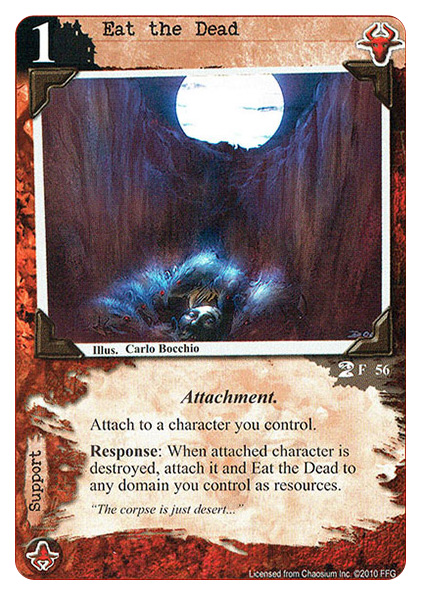 1
Eat the Dead
Illus. Carlo Bocchio
F 56
Attachment.
Attach to a character you control.
Response: When attached character is
destroyed, attach it and Eat the Dead to
any domain you control as resources.
"The corpse is just desert..."
Support
Licensed from Chaosium Inc. ©2010 FFG